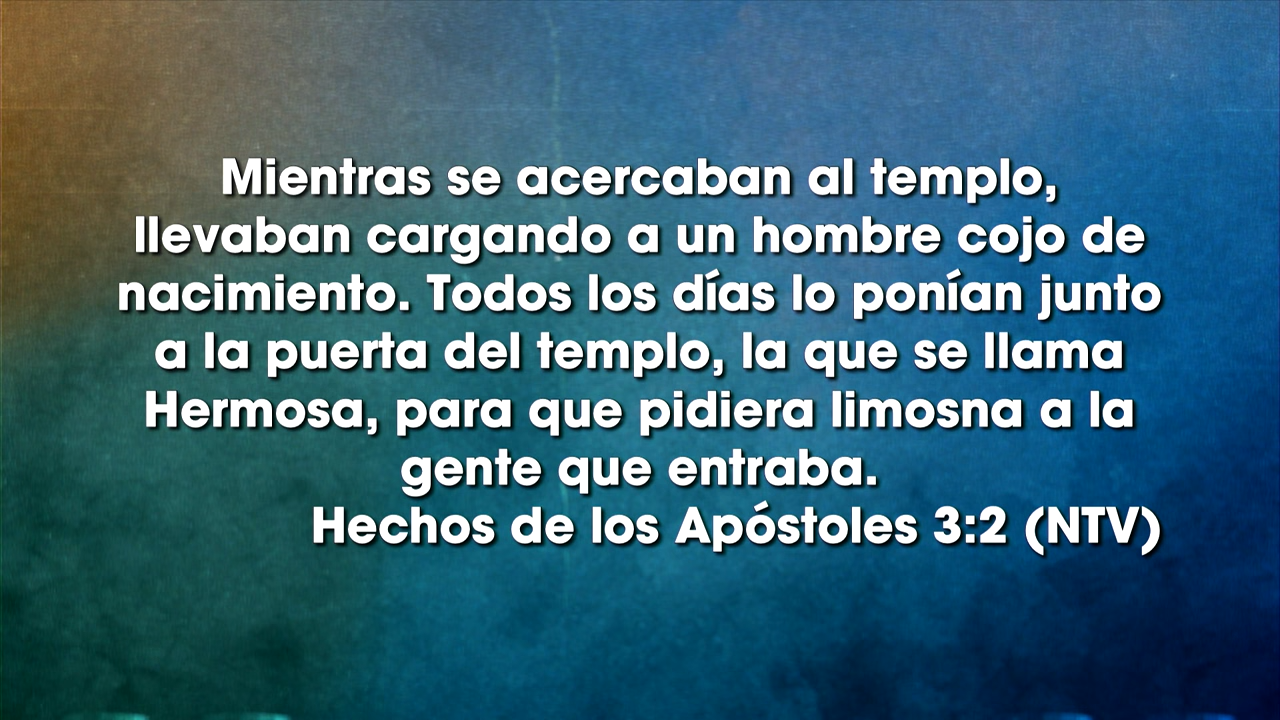 Mientras se acercaban al templo,
llevaban cargando a un hombre cojo de
nacimiento. Todos los días lo ponían junto
a la puerta del templo, la que se llama
Hermosa, para que pidiera limosna a la
gente que entraba.
Hechos de los Apóstoles 3:2 (NTV)